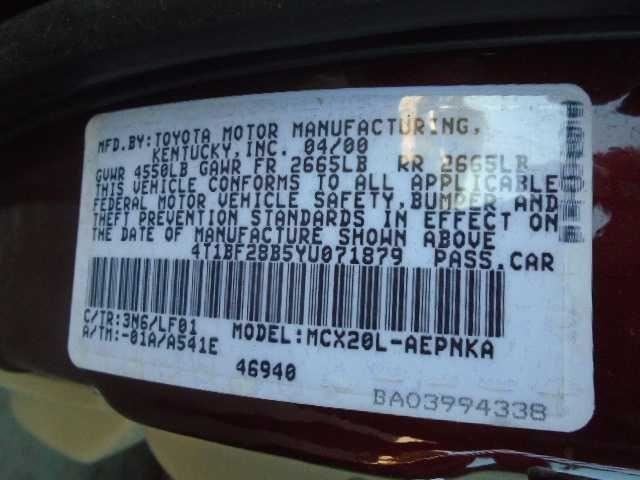 MFD.BY:TOYOTA MOTOR MANUFACTURING,
KENTUCKY,INC. 04/00
GVWR 4550LB GAWR FR 2665LB RR 2665LB
THIS VEHICLE CONFORMS TO ALL APPLICABLE
FEDERAL MOTOR VEHICLE SAFETY,BUMPER AND
THEFT PREVENTION STANDARDS IN EFFECT ON
THE DATE OF MANUFACTURE SHOWN ABOVE
4T1BF28B5YU071879 PASS.CAR
C/TR:3N6/LF01 MODEL:MCX20L-AEPNKA
A/TM:-01A/A541E
46940
BA03994338